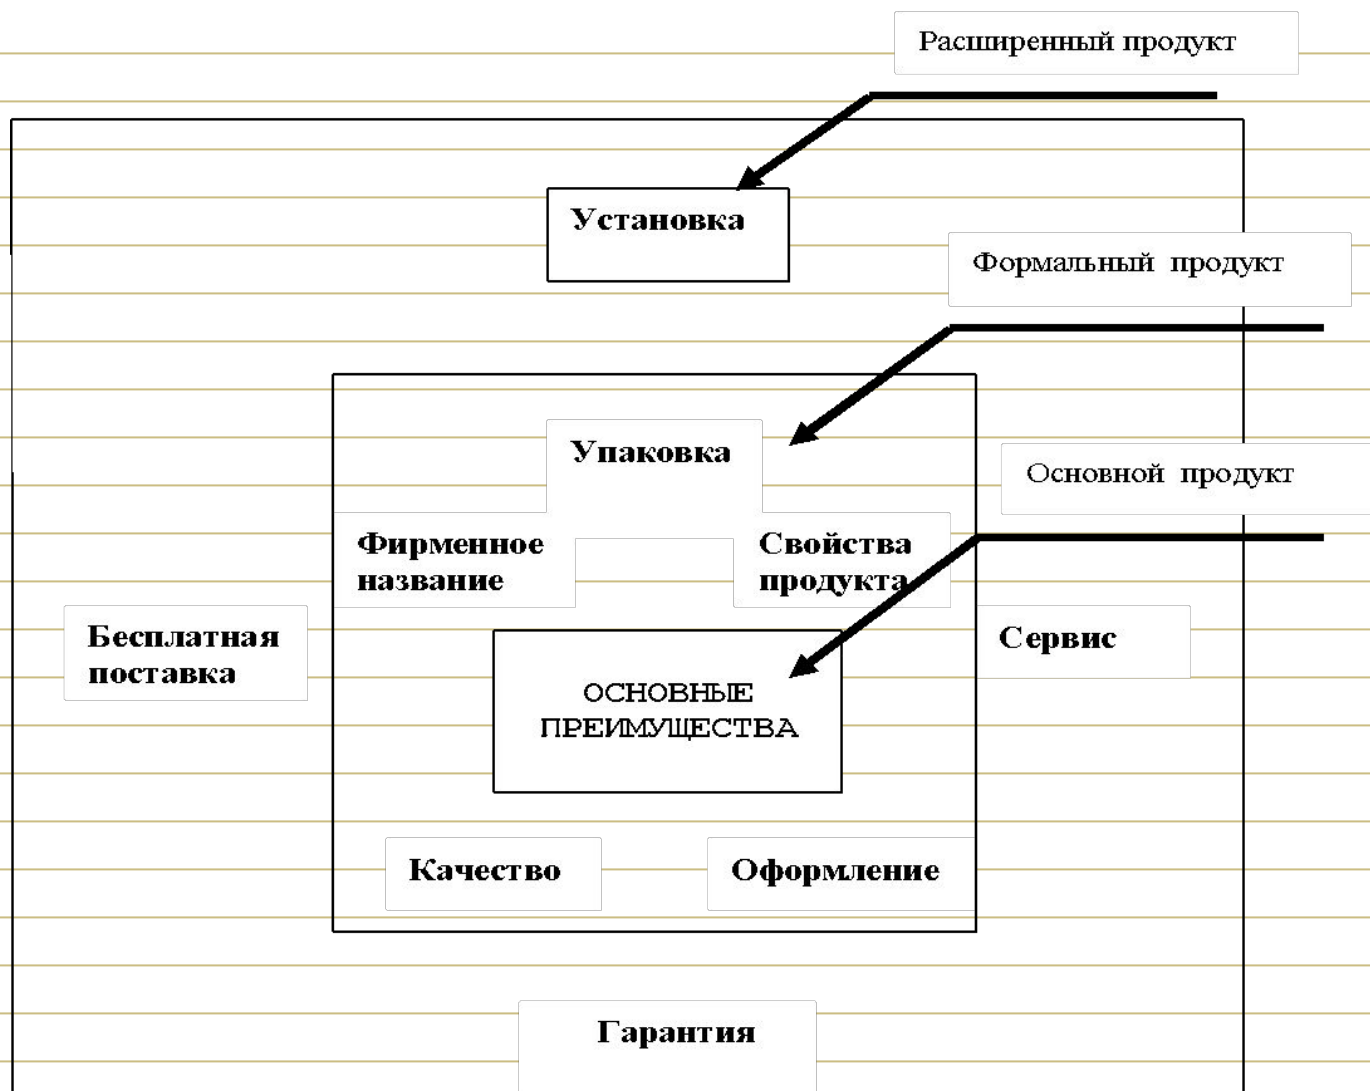 Расширенный продукт
Установка
Формальный продукт
Упаковка
Основной продукт
Фирменное
название
Свойства
продукта
Бесплатная
поставка
Сервис
ОСНОВНЫЕ
ПРЕИМУЩЕСТВА
Качество
Оформление
Гарантия